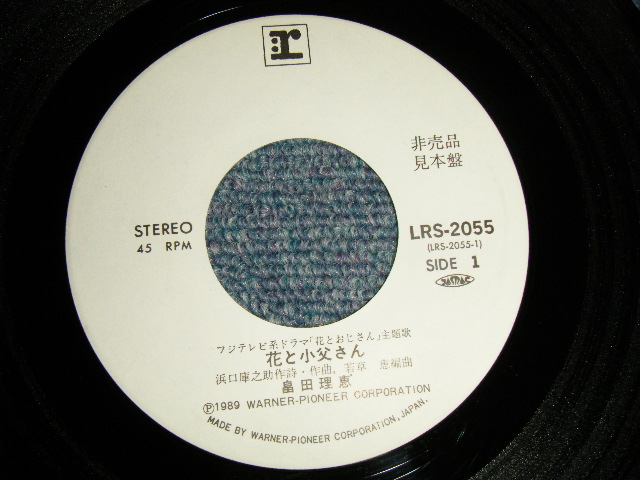 r
非売品
見本盤
STEREO
45 RPM
LRS-2055
(LRS-2055-1)
SIDE 1
JASRAC
フジテレビ系ドラマ「花とおじさん」主題歌
花と小父さん
浜口庫之助作詩・作曲, 若草 恵編曲
畠田理恵
Ⓟ1989 WARNER-PIONEER CORPORATION
MADE BY WARNER-PIONEER CORPORATION, JAPAN.